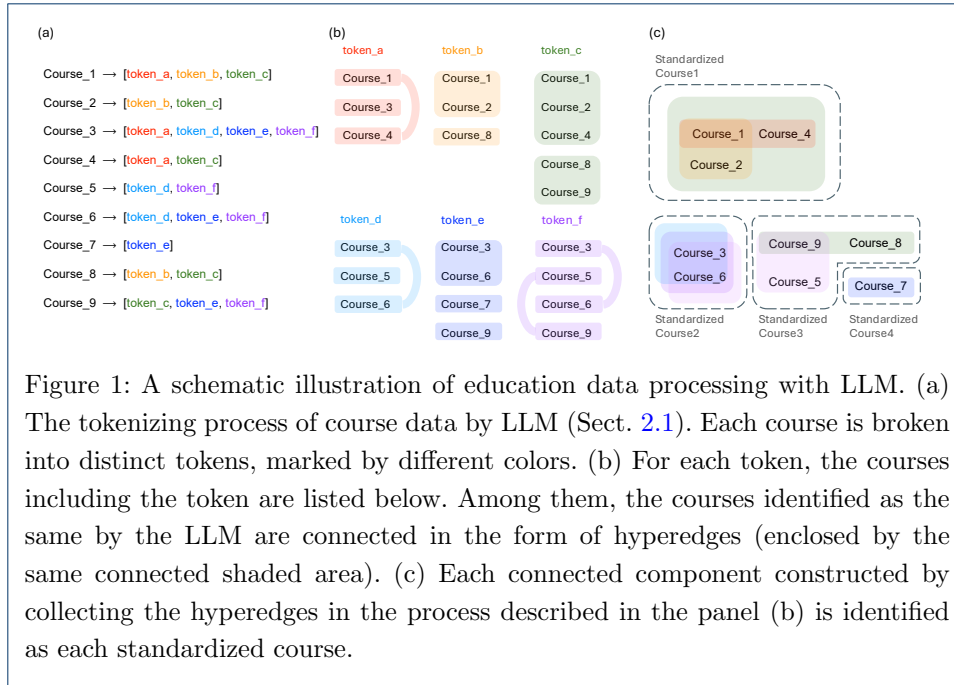 (a)
Course_1 → [token_a, token_b, token_c]
Course_2 → [token_b, token_c]
Course_3 → [token_a, token_d, token_e, token_f]
Course_4 → [token_a, token_c]
Course_5 → [token_d, token_f]
Course_6 → [token_d, token_e, token_f]
Course_7 → [token_e]
Course_8 → [token_b, token_c]
Course_9 → [token_c, token_e, token_f]
(b)
token_a
Course_1
Course_3
Course_4
token_b
Course_1
Course_2
Course_8
token_c
Course_1
Course_2
Course_4
Course_8
Course_9
token_d
Course_3
Course_5
Course_6
token_e
Course_3
Course_6
Course_7
Course_9
token_f
Course_3
Course_5
Course_6
Course_9
(c)
Standardized
Course1
Course_1 Course_4
Course_2
Course_3
Course_6
Standardized
Course2
Course_9 Course_8
Course_5
Standardized
Course3
Course_7
Standardized
Course4
Figure 1: A schematic illustration of education data processing with LLM. (a)
The tokenizing process of course data by LLM (Sect. 2.1). Each course is broken
into distinct tokens, marked by different colors. (b) For each token, the courses
including the token are listed below. Among them, the courses identified as the
same by the LLM are connected in the form of hyperedges (enclosed by the
same connected shaded area). (c) Each connected component constructed by
collecting the hyperedges in the process described in the panel (b) is identified
as each standardized course.